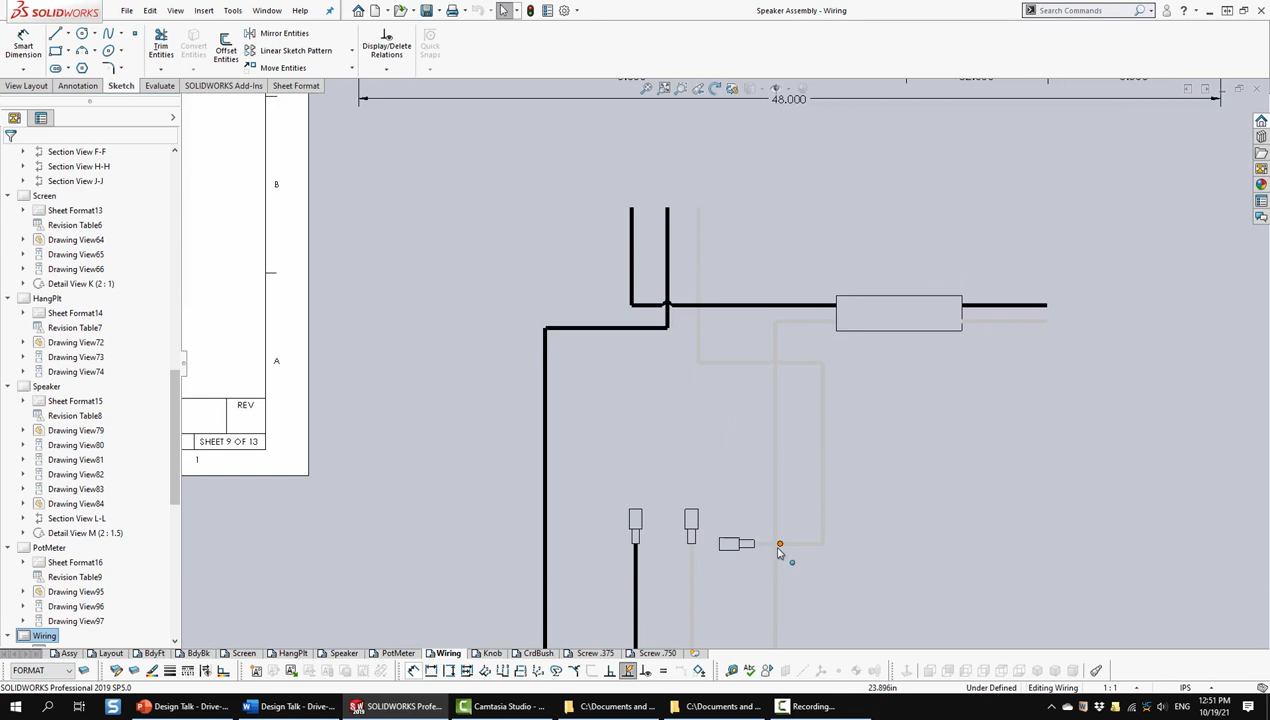 SOLIDWORKS File Edit View Insert Tools Window Help Speaker Assembly - Wiring Search Commands
Smart Dimension
Trim Entities
Convert Entities
Offset Entities
Mirror Entities
Linear Sketch Pattern
Move Entities
Display/Delete Relations
Quick Snaps
View Layout Annotation Sketch Evaluate SOLIDWORKS Add-Ins Sheet Format
48.000
Section View F-F
Section View H-H
Section View J-J
Screen
Sheet Format13
Revision Table6
Drawing View64
Drawing View65
Drawing View66
Detail View K (2 : 1)
HangPlt
Sheet Format14
Revision Table7
Drawing View72
Drawing View73
Drawing View74
Speaker
Sheet Format15
Revision Table8
Drawing View79
Drawing View80
Drawing View81
Drawing View82
Drawing View83
Drawing View84
Section View L-L
Detail View M (2 : 1.5)
PotMeter
Sheet Format16
Revision Table9
Drawing View95
Drawing View96
Drawing View97
Wiring
B
A
REV
SHEET 9 OF 13
1
Assy Layout BdyFt BdyBk Screen HangPlt Speaker PotMeter Wiring Knob CrdBush Screw .375 Screw .750
FORMAT
SOLIDWORKS Professional 2019 SP5.0 23.896in Under Defined Editing Wiring 1 : 1 IPS
Design Talk - Drive-... Design Talk - Drive-... SOLIDWORKS Profe... Camtasia Studio - ... C:\Documents and ... C:\Documents and ... Recording... ENG 12:51 PM
10/19/21